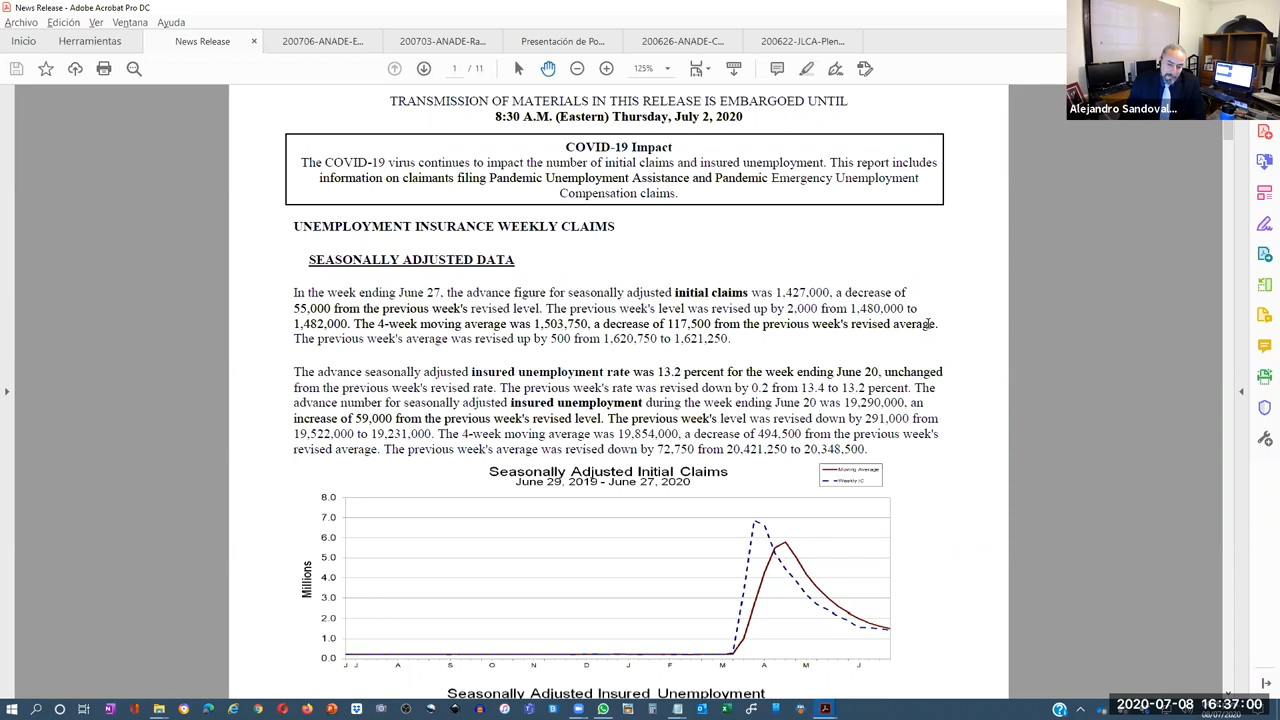 News Release - Adobe Acrobat Pro DC
Archivo Edición Ver Ventana Ayuda
Inicio Herramientas News Release × 200706-ANADE-E... 200703-ANADE-Ra... Desestimación de Po... 200626-ANADE-C... 200622-JLCA-Plen...
1 / 11 125%
Alejandro Sandoval...
TRANSMISSION OF MATERIALS IN THIS RELEASE IS EMBARGOED UNTIL
8:30 A.M. (Eastern) Thursday, July 2, 2020
COVID-19 Impact
The COVID-19 virus continues to impact the number of initial claims and insured unemployment. This report includes
information on claimants filing Pandemic Unemployment Assistance and Pandemic Emergency Unemployment
Compensation claims.
UNEMPLOYMENT INSURANCE WEEKLY CLAIMS
SEASONALLY ADJUSTED DATA
In the week ending June 27, the advance figure for seasonally adjusted initial claims was 1,427,000, a decrease of
55,000 from the previous week's revised level. The previous week's level was revised up by 2,000 from 1,480,000 to
1,482,000. The 4-week moving average was 1,503,750, a decrease of 117,500 from the previous week's revised average.
The previous week's average was revised up by 500 from 1,620,750 to 1,621,250.
The advance seasonally adjusted insured unemployment rate was 13.2 percent for the week ending June 20, unchanged
from the previous week's revised rate. The previous week's rate was revised down by 0.2 from 13.4 to 13.2 percent. The
advance number for seasonally adjusted insured unemployment during the week ending June 20 was 19,290,000, an
increase of 59,000 from the previous week's revised level. The previous week's level was revised down by 291,000 from
19,522,000 to 19,231,000. The 4-week moving average was 19,854,000, a decrease of 494,500 from the previous week's
revised average. The previous week's average was revised down by 72,750 from 20,421,250 to 20,348,500.
Seasonally Adjusted Initial Claims
June 29, 2019 - June 27, 2020
Moving Average
Weekly IC
Millions
8.0
7.0
6.0
5.0
4.0
3.0
2.0
1.0
0.0
J J A S O N D J F M A M J
Seasonally Adjusted Insured Unemployment
2020-07-08 16:37:00
08/07/2020